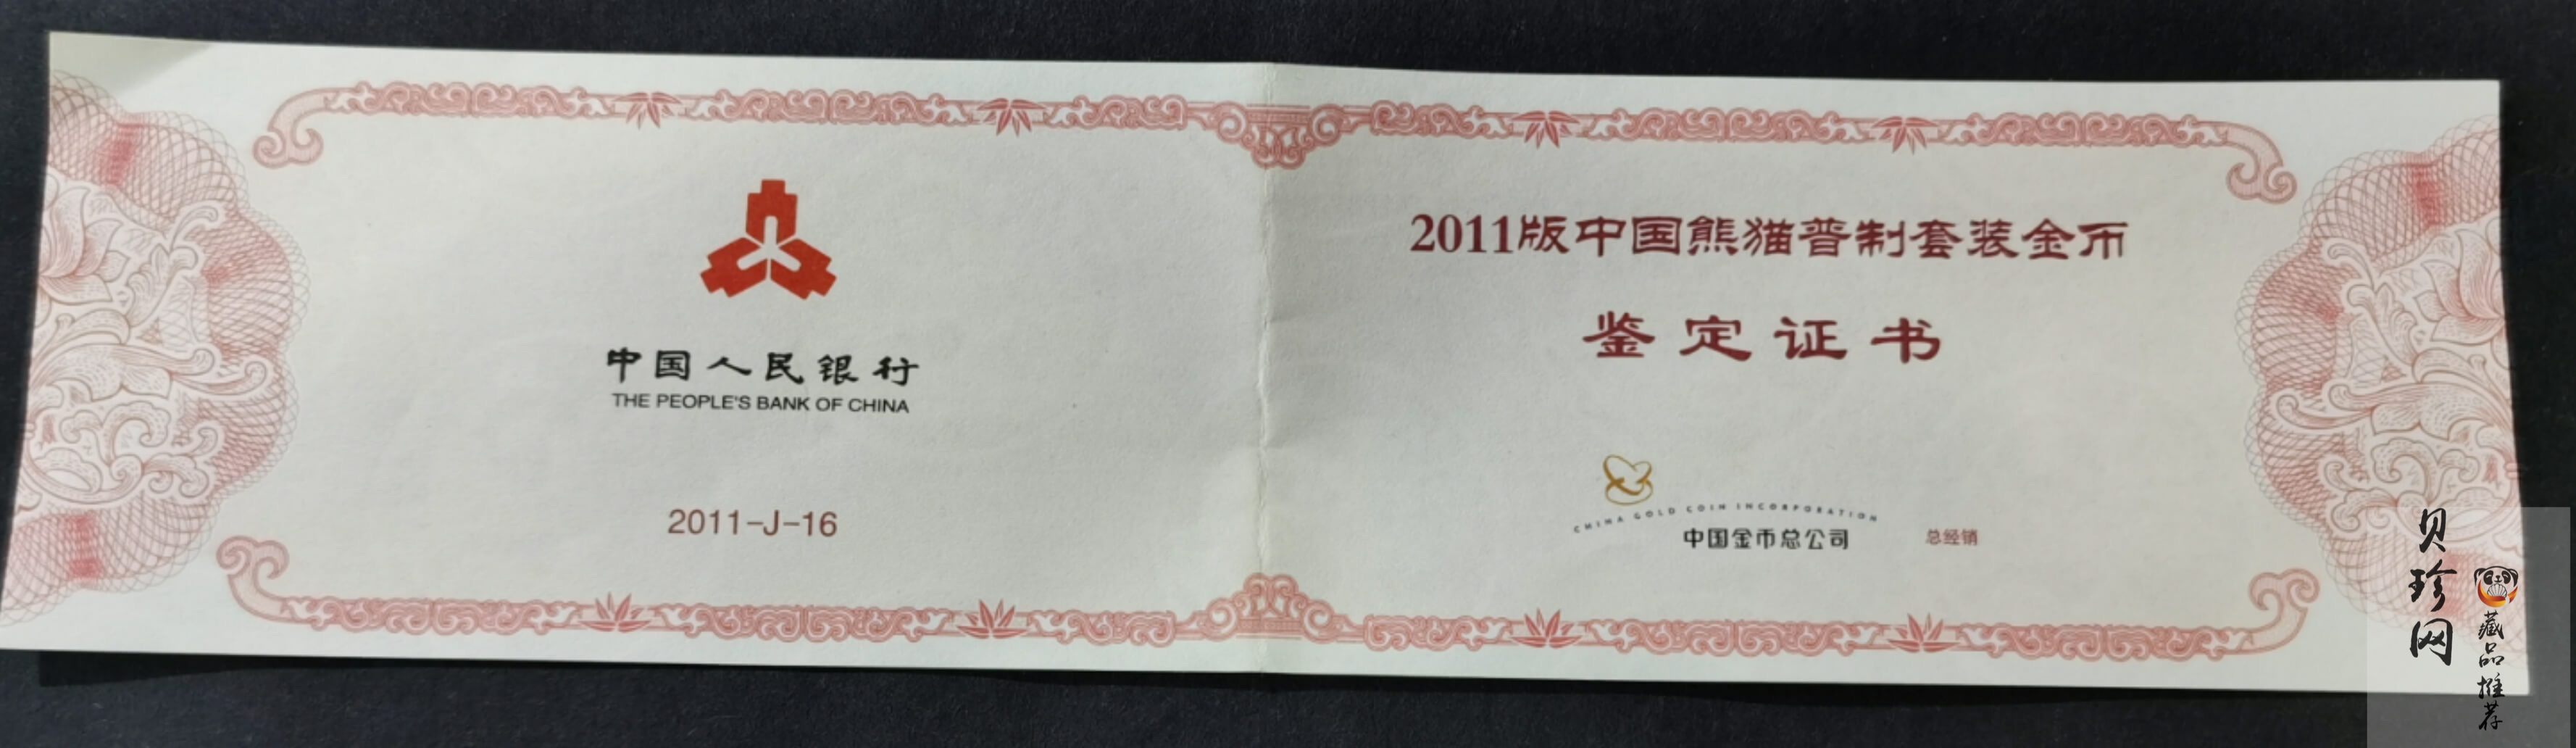 中国人民银行
THE PEOPLE'S BANK OF CHINA
2011-J-16
2011版中国熊猫普制套装金币
鉴定证书
CHINA GOLD COIN INCORPORATION
中国金币总公司 总经销
贝珍网
藏品推荐